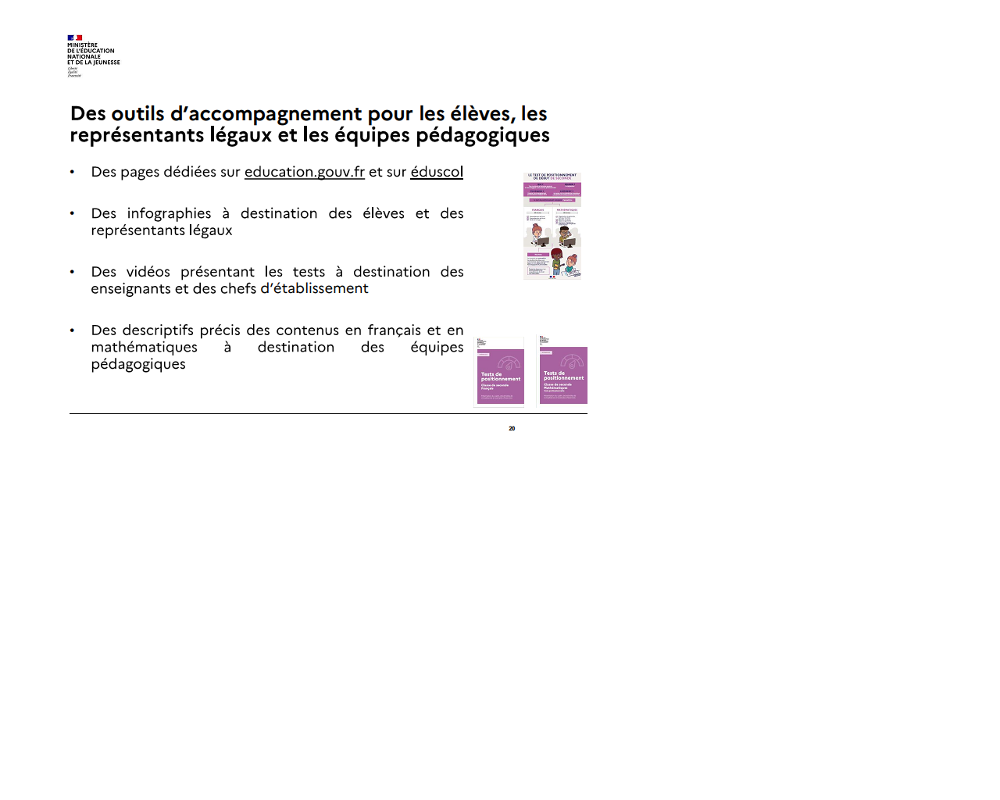 MINISTÈRE
DE L'ÉDUCATION
NATIONALE
ET DE LA JEUNESSE
Liberté
Égalité
Fraternité
Des outils d'accompagnement pour les élèves, les
représentants légaux et les équipes pédagogiques
• Des pages dédiées sur education.gouv.fr et sur éduscol
• Des infographies à destination des élèves et des
représentants légaux
• Des vidéos présentant les tests à destination des
enseignants et des chefs d'établissement
• Des descriptifs précis des contenus en français et en
mathématiques à destination des équipes
pédagogiques
LE TEST DE POSITIONNEMENT
DE DÉBUT DE SECONDE
FRANÇAIS
MATHÉMATIQUES
Tests de
positionnement
Classe de seconde
Français
Tests de
positionnement
Classe de seconde
Mathématiques
Voie professionnelle
20